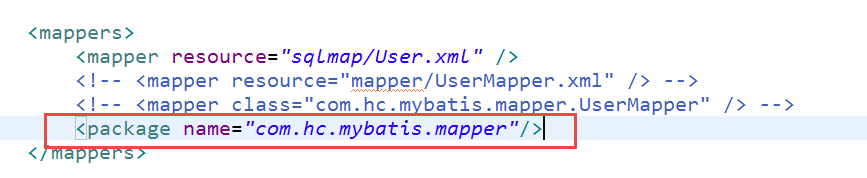 <mappers>
<mapper resource="sqlmap/User.xml" />
<!-- <mapper resource="mapper/UserMapper.xml" /> -->
<!-- <mapper class="com.hc.mybatis.mapper.UserMapper" /> -->
<package name="com.hc.mybatis.mapper"/>
</mappers>